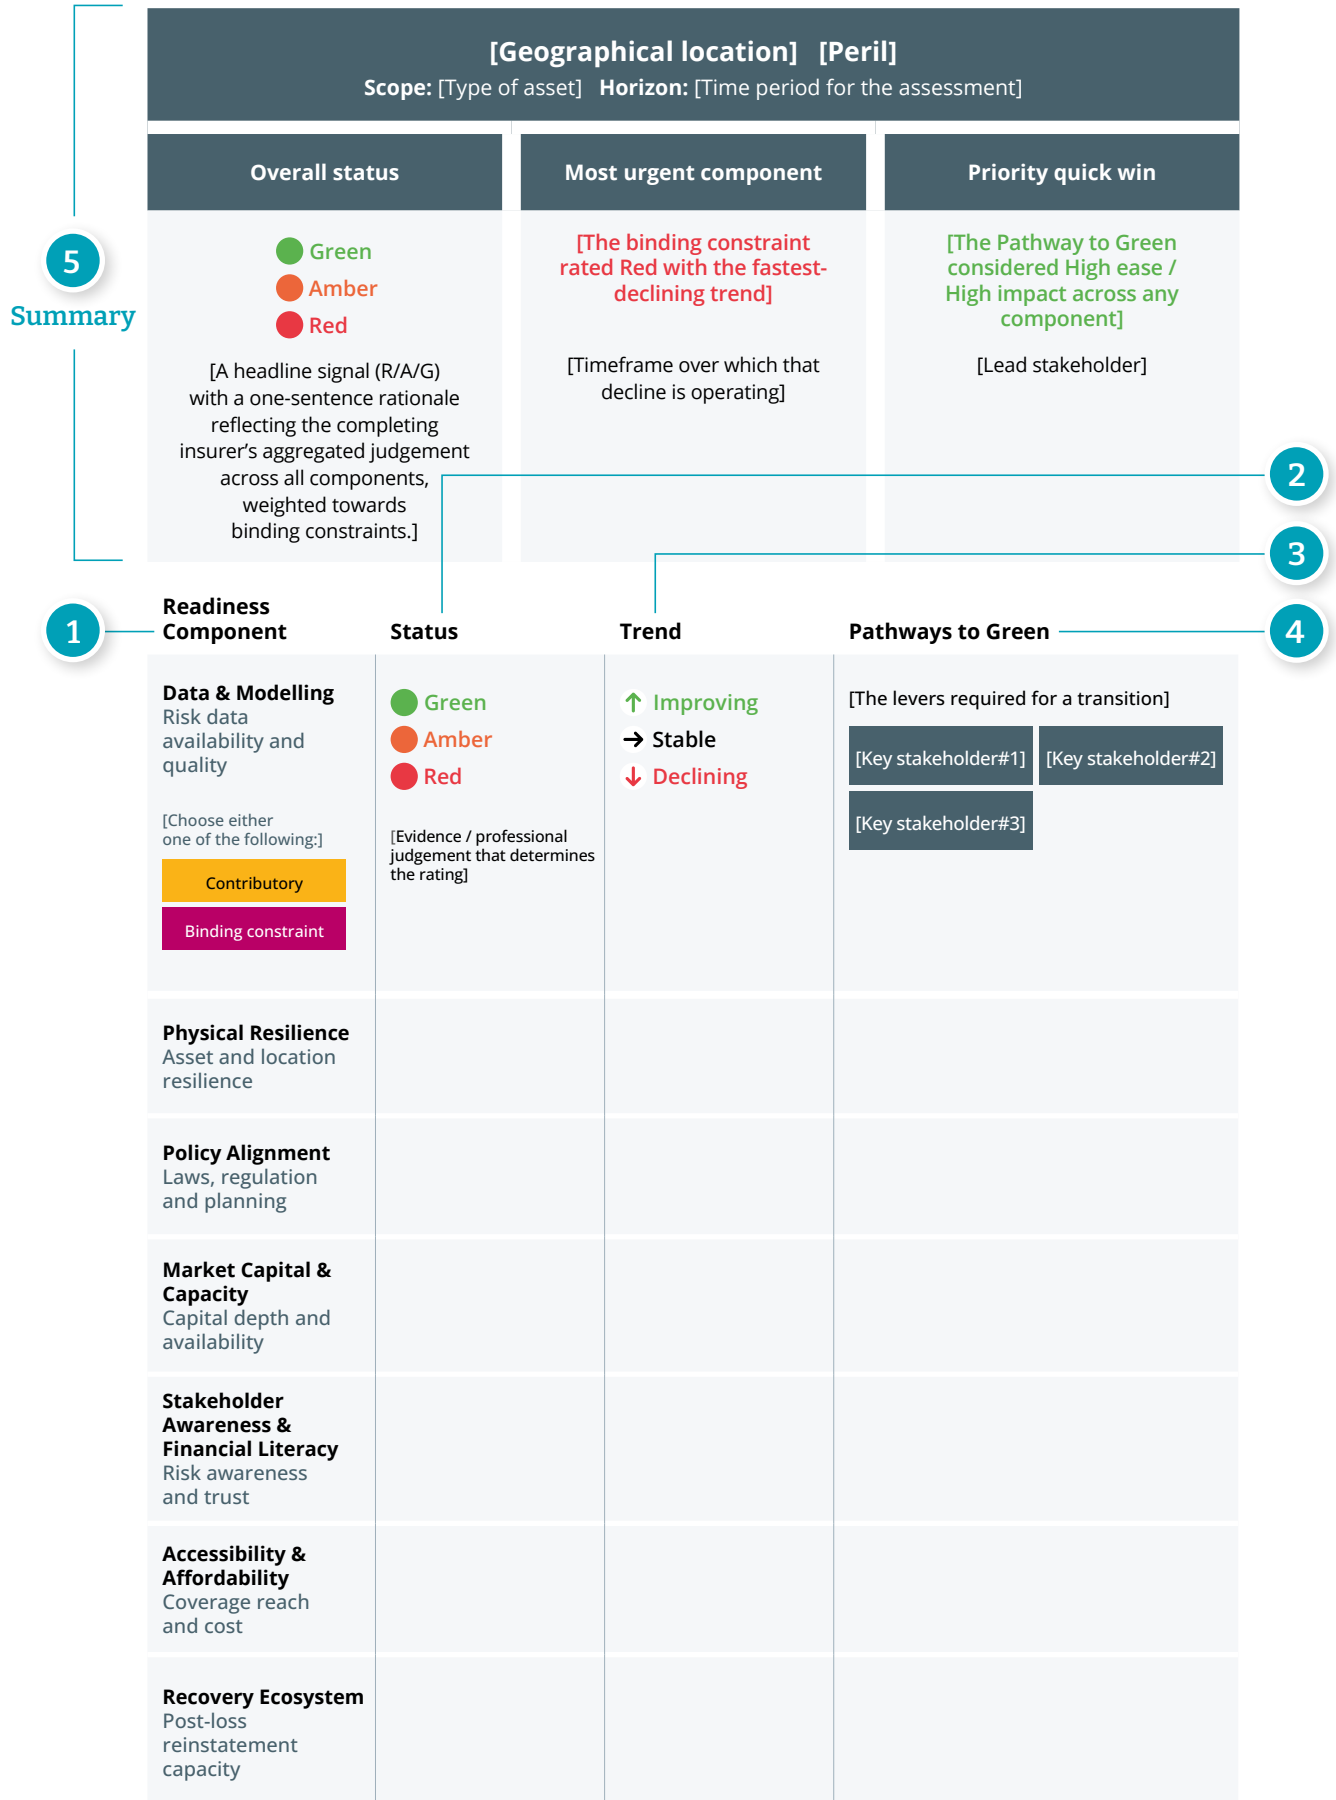 [Geographical location] [Peril]
Scope: [Type of asset] Horizon: [Time period for the assessment]
Overall status
Most urgent component
Priority quick win
5
Summary
Green
Amber
Red
[A headline signal (R/A/G)
with a one-sentence rationale
reflecting the completing
insurer’s aggregated judgement
across all components,
weighted towards
binding constraints.]
[The binding constraint
rated Red with the fastest-
declining trend]
[Timeframe over which that
decline is operating]
[The Pathway to Green
considered High ease /
High impact across any
component]
[Lead stakeholder]
2
3
1
Readiness
Component
Status
Trend
Pathways to Green
4
Data & Modelling
Risk data
availability and
quality
[Choose either
one of the following:]
Contributory
Binding constraint
Green
Amber
Red
[Evidence / professional
judgement that determines
the rating]
Improving
Stable
Declining
[The levers required for a transition]
[Key stakeholder#1]
[Key stakeholder#2]
[Key stakeholder#3]
Physical Resilience
Asset and location
resilience
Policy Alignment
Laws, regulation
and planning
Market Capital &
Capacity
Capital depth and
availability
Stakeholder
Awareness &
Financial Literacy
Risk awareness
and trust
Accessibility &
Affordability
Coverage reach
and cost
Recovery Ecosystem
Post-loss
reinstatement
capacity